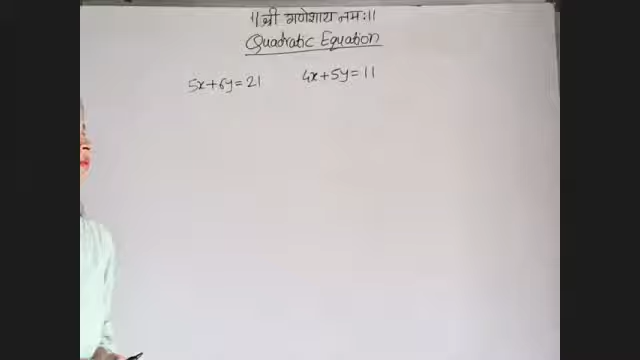 ||श्री गणेशाय नमः||
Quadratic Equation
5x+6y=21 4x+5y=11